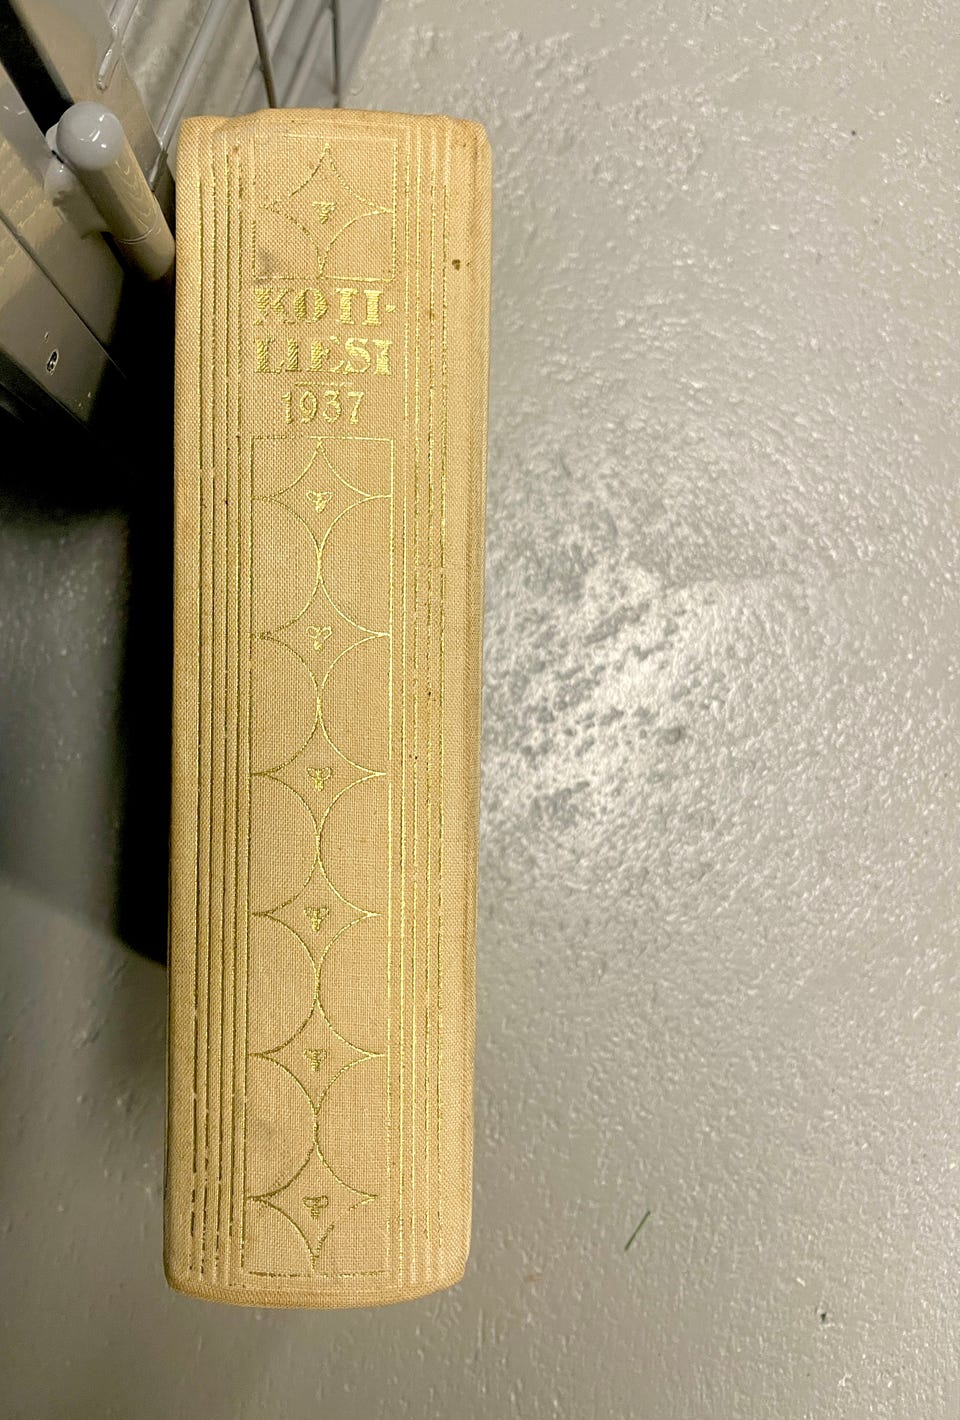 KOTI-
LIESI
1937